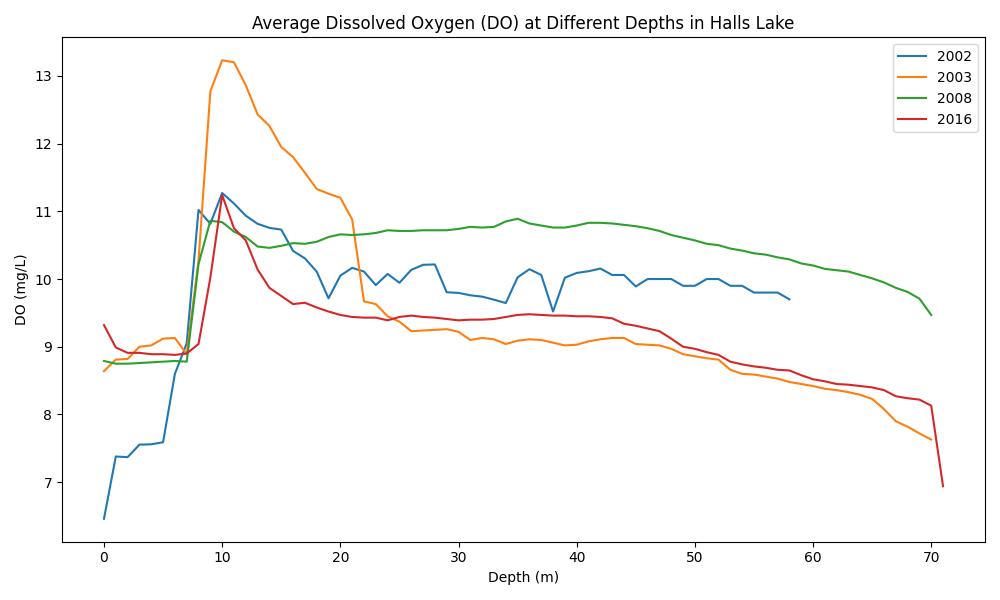 Average Dissolved Oxygen (DO) at Different Depths in Halls Lake
2002
2003
2008
2016
DO (mg/L)
13
12
11
10
9
8
7
0 10 20 30 40 50 60 70
Depth (m)